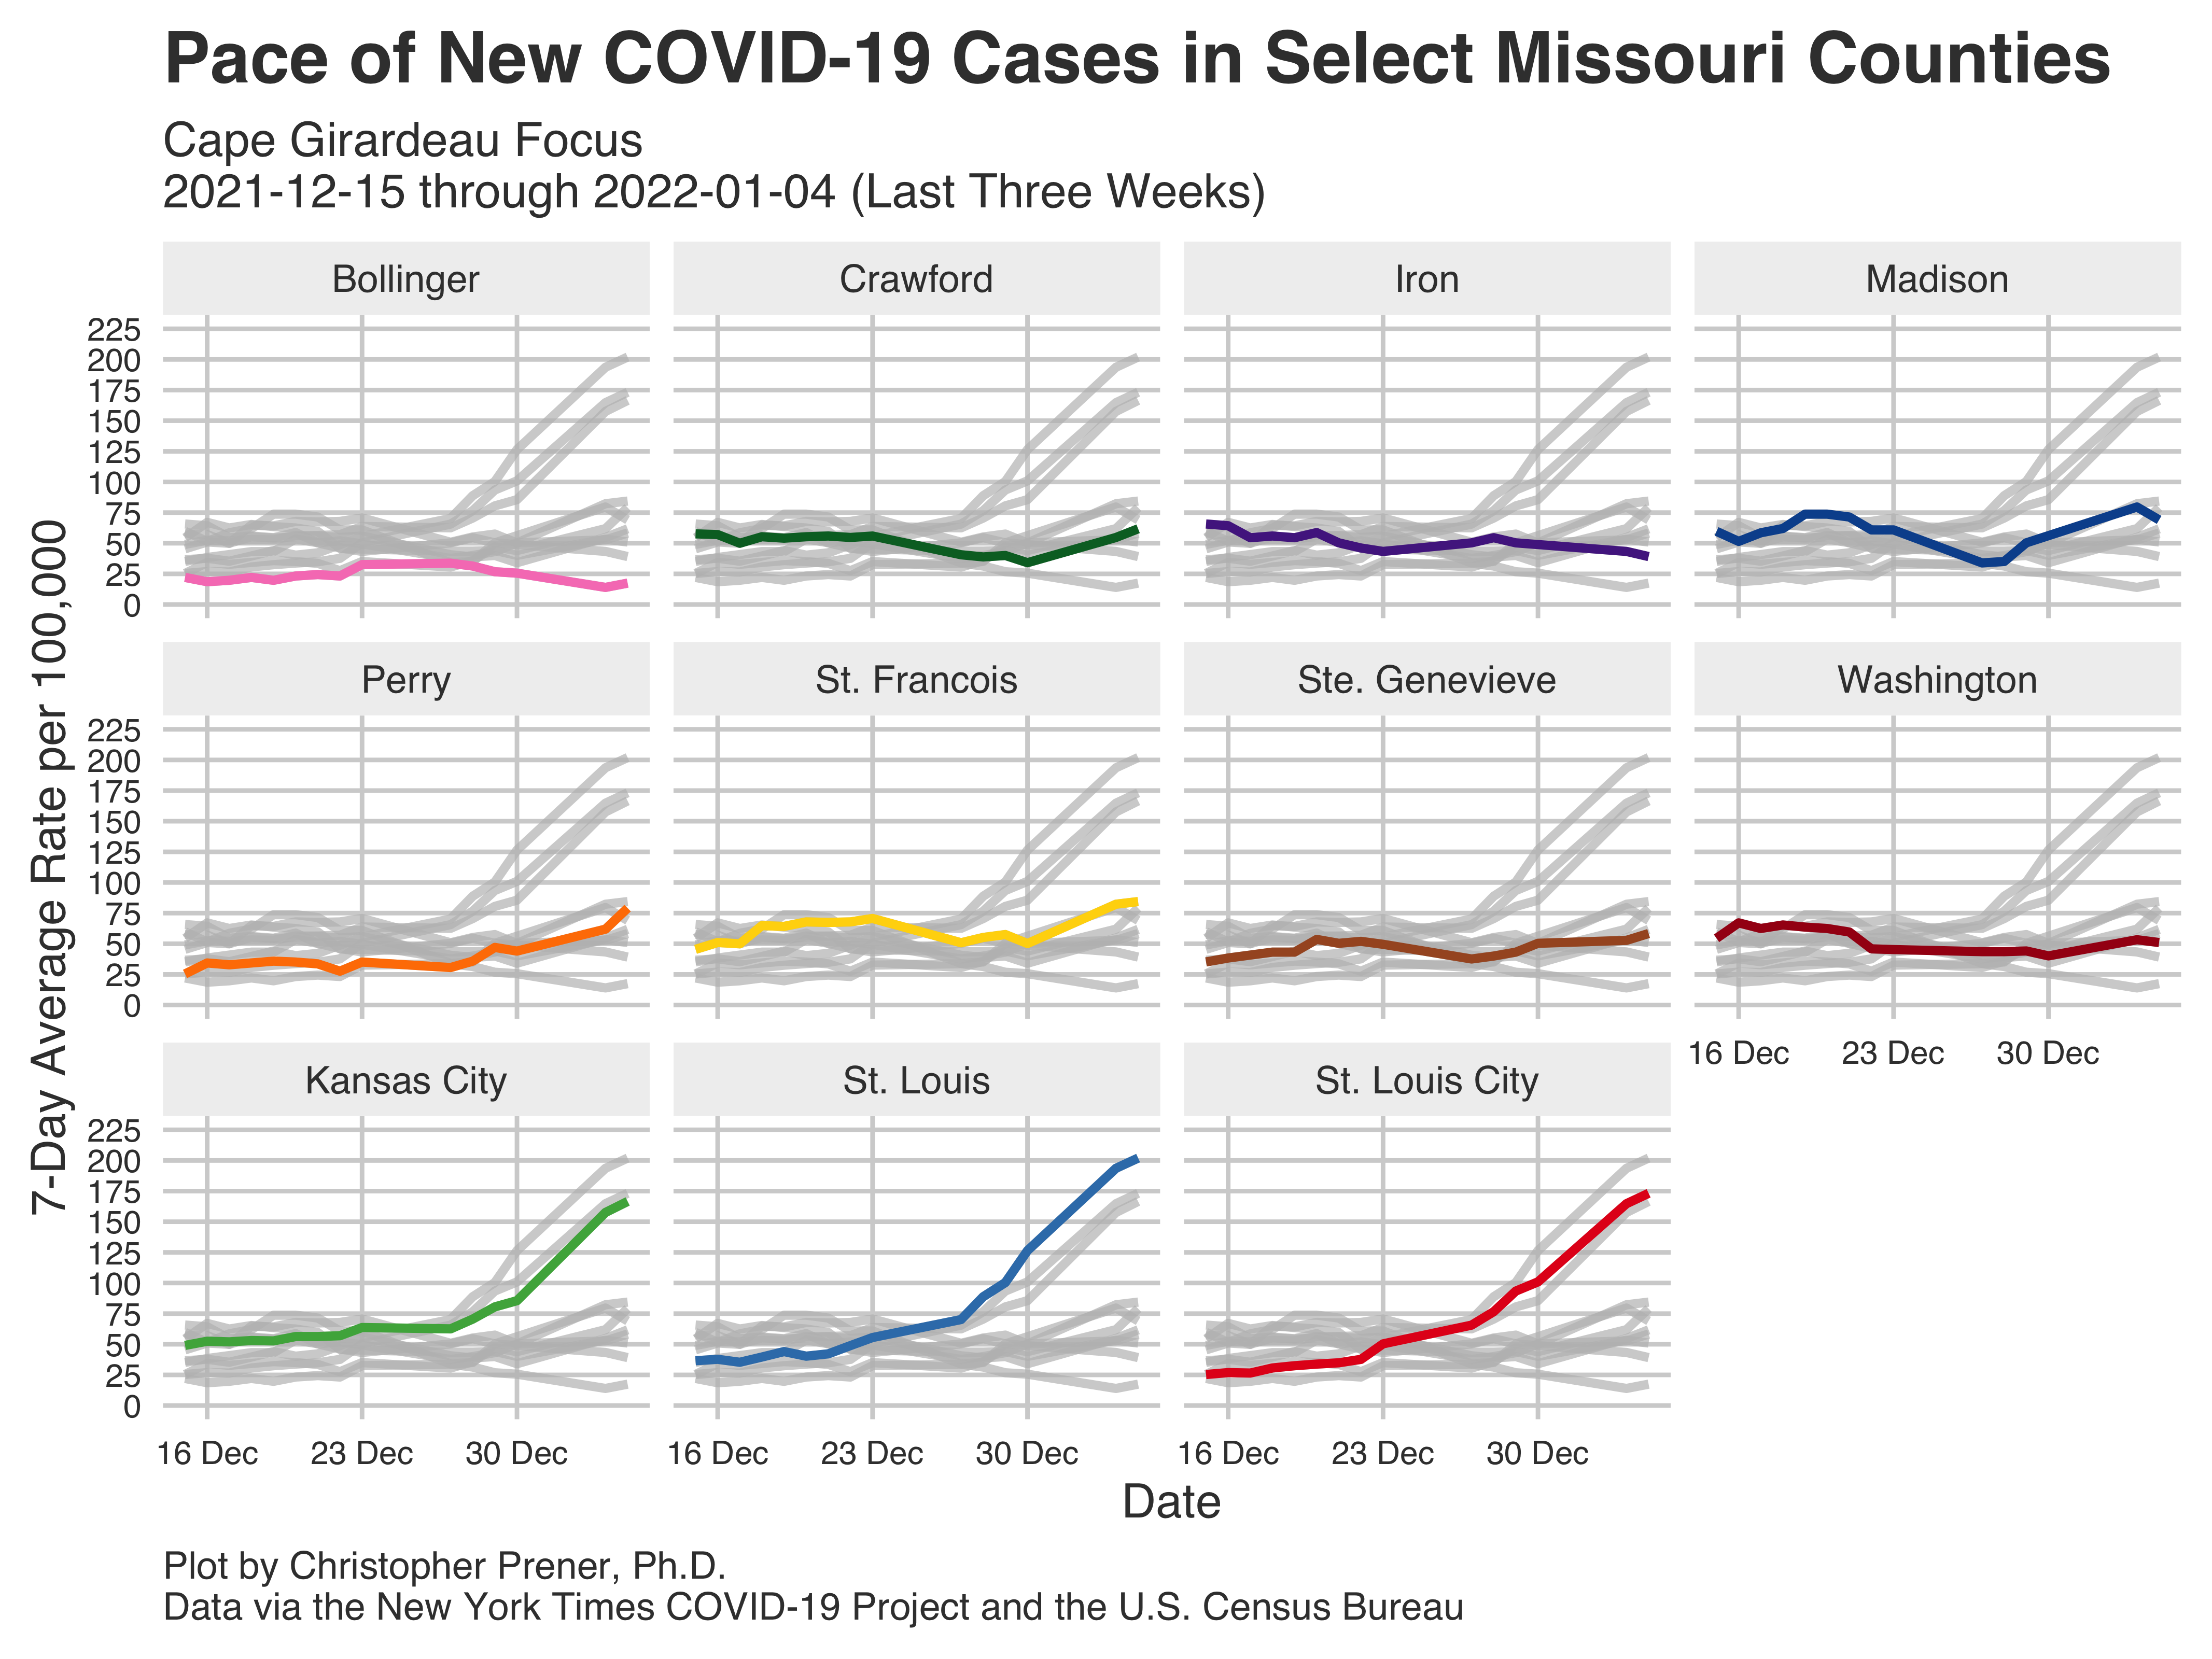 Pace of New COVID-19 Cases in Select Missouri Counties
Cape Girardeau Focus
2021-12-15 through 2022-01-04 (Last Three Weeks)
7-Day Average Rate per 100,000
Bollinger
Crawford
Iron
Madison
225
200
175
150
125
100
75
50
25
0
Perry
St. Francois
Ste. Genevieve
Washington
225
200
175
150
125
100
75
50
25
0
16 Dec 23 Dec 30 Dec
Kansas City
St. Louis
St. Louis City
225
200
175
150
125
100
75
50
25
0
16 Dec 23 Dec 30 Dec
16 Dec 23 Dec 30 Dec
16 Dec 23 Dec 30 Dec
Date
Plot by Christopher Prener, Ph.D.
Data via the New York Times COVID-19 Project and the U.S. Census Bureau